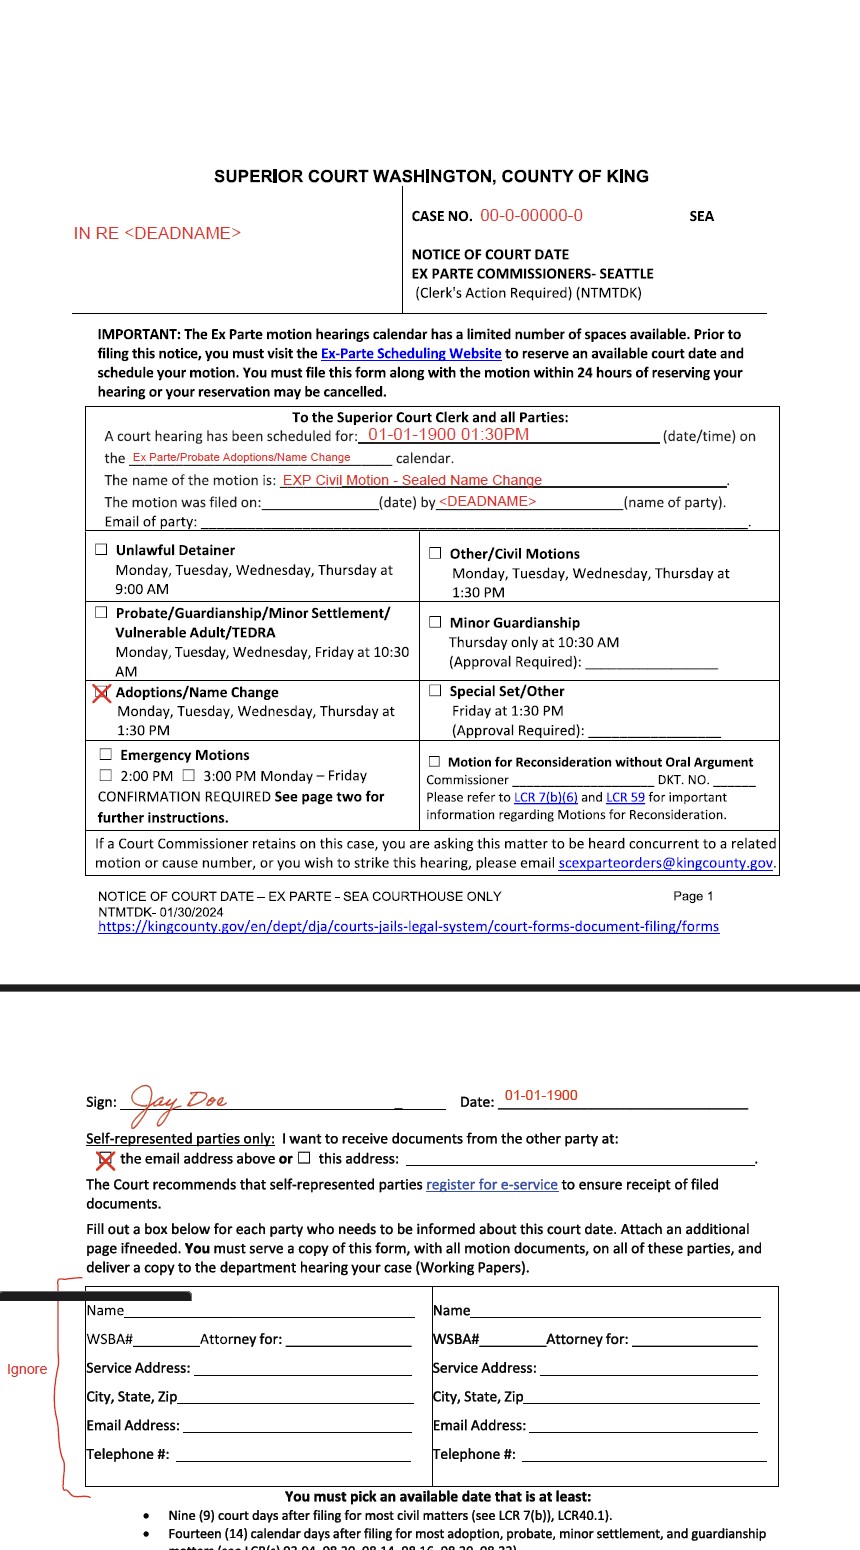 SUPERIOR COURT WASHINGTON, COUNTY OF KING
IN RE <DEADNAME>
CASE NO. 00-0-00000-0 SEA
NOTICE OF COURT DATE
EX PARTE COMMISSIONERS- SEATTLE
(Clerk's Action Required) (NTMTDK)
IMPORTANT: The Ex Parte motion hearings calendar has a limited number of spaces available. Prior to
filing this notice, you must visit the Ex-Parte Scheduling Website to reserve an available court date and
schedule your motion. You must file this form along with the motion within 24 hours of reserving your
hearing or your reservation may be cancelled.
To the Superior Court Clerk and all Parties:
A court hearing has been scheduled for: 01-01-1900 01:30PM (date/time) on
the Ex Parte/Probate Adoptions/Name Change calendar.
The name of the motion is: EXP Civil Motion - Sealed Name Change.
The motion was filed on:____________(date) by <DEADNAME> (name of party).
Email of party: ____________.
☐ Unlawful Detainer
Monday, Tuesday, Wednesday, Thursday at
9:00 AM
☐ Other/Civil Motions
Monday, Tuesday, Wednesday, Thursday at
1:30 PM
☐ Probate/Guardianship/Minor Settlement/
Vulnerable Adult/TEDRA
Monday, Tuesday, Wednesday, Friday at 10:30
AM
☐ Minor Guardianship
Thursday only at 10:30 AM
(Approval Required): ____________
☒ Adoptions/Name Change
Monday, Tuesday, Wednesday, Thursday at
1:30 PM
☐ Special Set/Other
Friday at 1:30 PM
(Approval Required): ____________
☐ Emergency Motions
☐ 2:00 PM ☐ 3:00 PM Monday – Friday
CONFIRMATION REQUIRED See page two for
further instructions.
☐ Motion for Reconsideration without Oral Argument
Commissioner ____________ DKT. NO. ______
Please refer to LCR 7(b)(6) and LCR 59 for important
information regarding Motions for Reconsideration.
If a Court Commissioner retains on this case, you are asking this matter to be heard concurrent to a related
motion or cause number, or you wish to strike this hearing, please email scexparteorders@kingcounty.gov.
NOTICE OF COURT DATE – EX PARTE - SEA COURTHOUSE ONLY Page 1
NTMTDK- 01/30/2024
https://kingcounty.gov/en/dept/dja/courts-jails-legal-system/court-forms-document-filing/forms
Sign: Jay Doe Date: 01-01-1900
Self-represented parties only: I want to receive documents from the other party at:
☒ the email address above or ☐ this address: ____________.
The Court recommends that self-represented parties register for e-service to ensure receipt of filed
documents.
Fill out a box below for each party who needs to be informed about this court date. Attach an additional
page ifneeded. You must serve a copy of this form, with all motion documents, on all of these parties, and
deliver a copy to the department hearing your case (Working Papers).
Ignore
Name____________
WSBA#________Attorney for: ____________
Service Address: ____________
City, State, Zip____________
Email Address: ____________
Telephone #: ____________
Name____________
WSBA#________Attorney for: ____________
Service Address: ____________
City, State, Zip____________
Email Address: ____________
Telephone #: ____________
You must pick an available date that is at least:
• Nine (9) court days after filing for most civil matters (see LCR 7(b)), LCR40.1).
• Fourteen (14) calendar days after filing for most adoption, probate, minor settlement, and guardianship